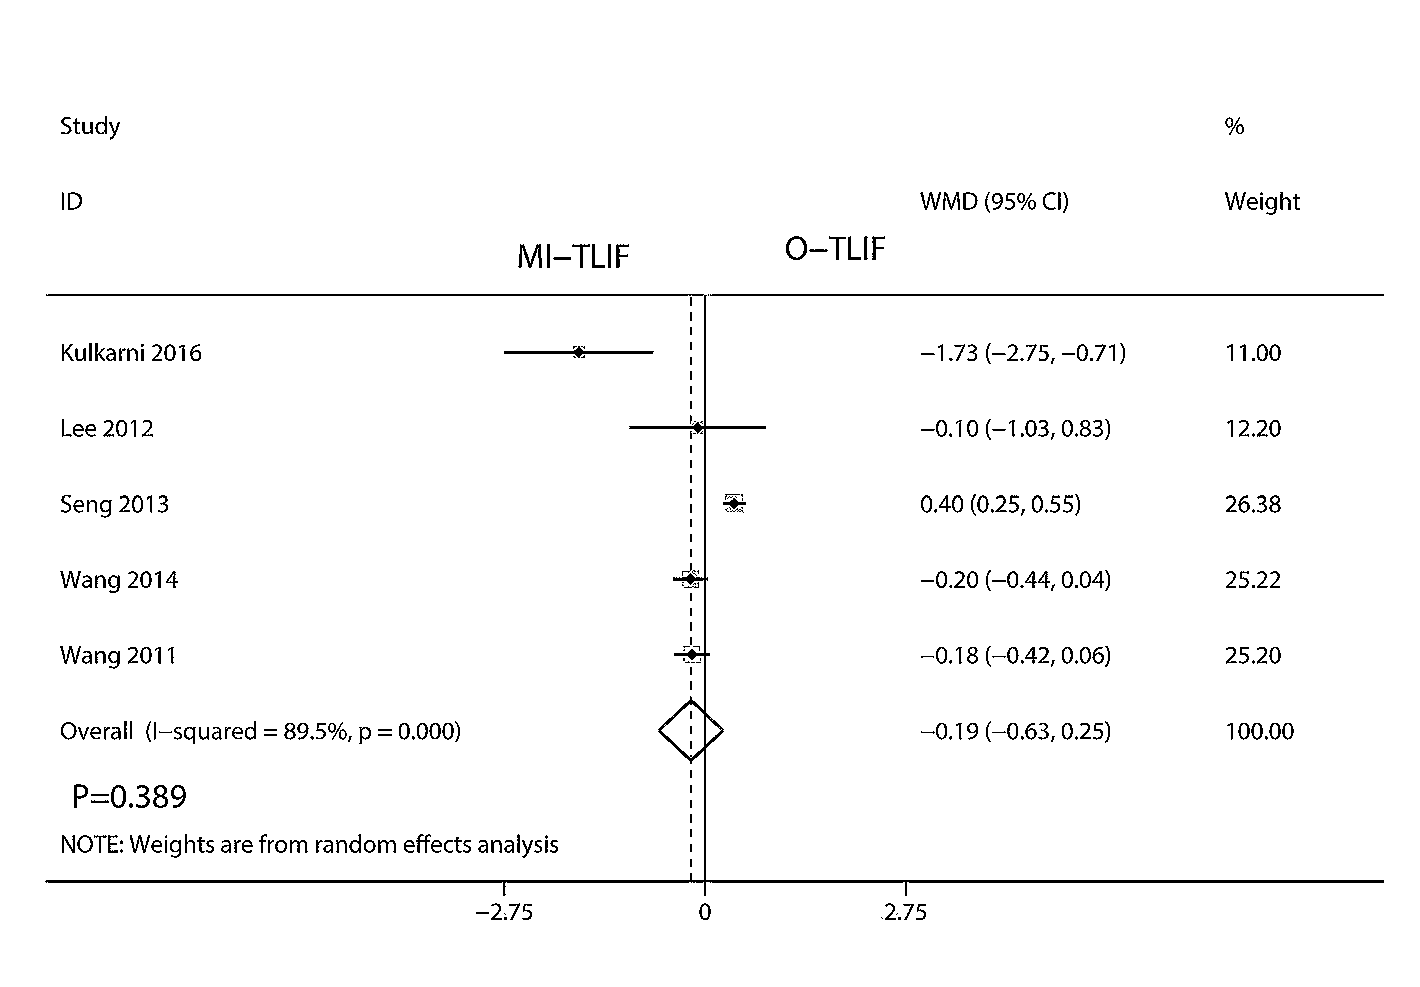 Study %
ID WMD (95% CI) Weight
MI−TLIF O−TLIF
Kulkarni 2016 −1.73 (−2.75, −0.71) 11.00
Lee 2012 −0.10 (−1.03, 0.83) 12.20
Seng 2013 0.40 (0.25, 0.55) 26.38
Wang 2014 −0.20 (−0.44, 0.04) 25.22
Wang 2011 −0.18 (−0.42, 0.06) 25.20
Overall (I−squared = 89.5%, p = 0.000) −0.19 (−0.63, 0.25) 100.00
P=0.389
NOTE: Weights are from random effects analysis
−2.75 0 2.75